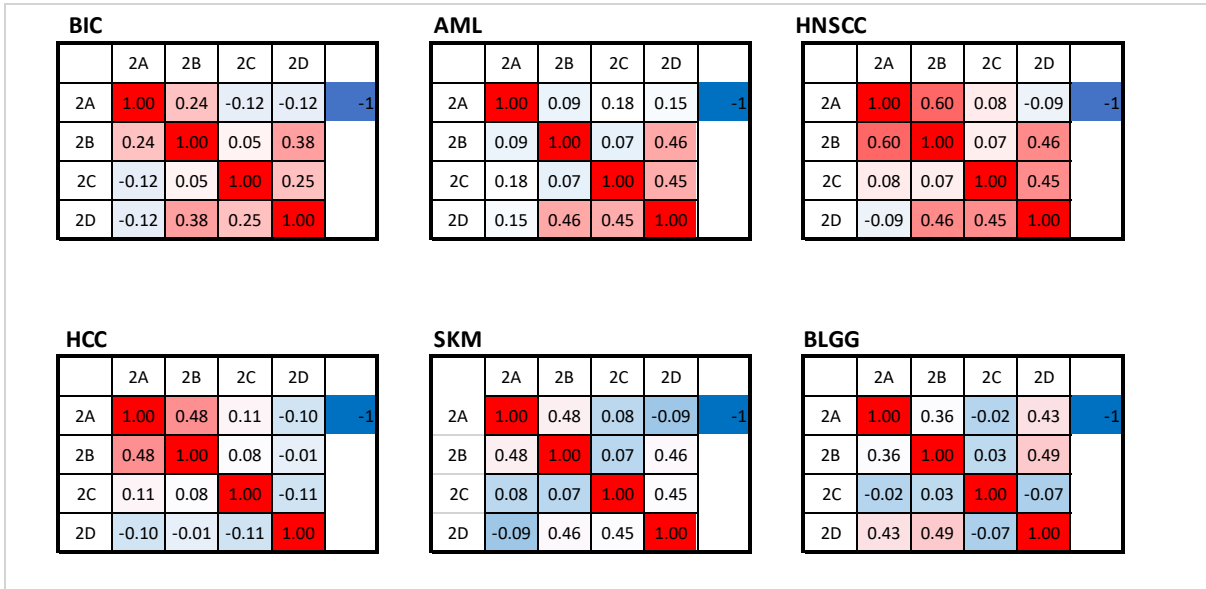 BIC AML HNSCC
2A 2B 2C 2D 2A 2B 2C 2D 2A 2B 2C 2D
2A 1.00 0.24 -0.12 -0.12 -1 2A 1.00 0.09 0.18 0.15 -1 2A 1.00 0.60 0.08 -0.09 -1
2B 0.24 1.00 0.05 0.38 2B 0.09 1.00 0.07 0.46 2B 0.60 1.00 0.07 0.46
2C -0.12 0.05 1.00 0.25 2C 0.18 0.07 1.00 0.45 2C 0.08 0.07 1.00 0.45
2D -0.12 0.38 0.25 1.00 2D 0.15 0.46 0.45 1.00 2D -0.09 0.46 0.45 1.00
HCC SKM BLGG
2A 2B 2C 2D 2A 2B 2C 2D 2A 2B 2C 2D
2A 1.00 0.48 0.11 -0.10 -1 2A 1.00 0.48 0.08 -0.09 -1 2A 1.00 0.36 -0.02 0.43 -1
2B 0.48 1.00 0.08 -0.01 2B 0.48 1.00 0.07 0.46 2B 0.36 1.00 0.03 0.49
2C 0.11 0.08 1.00 -0.11 2C 0.08 0.07 1.00 0.45 2C -0.02 0.03 1.00 -0.07
2D -0.10 -0.01 -0.11 1.00 2D -0.09 0.46 0.45 1.00 2D 0.43 0.49 -0.07 1.00